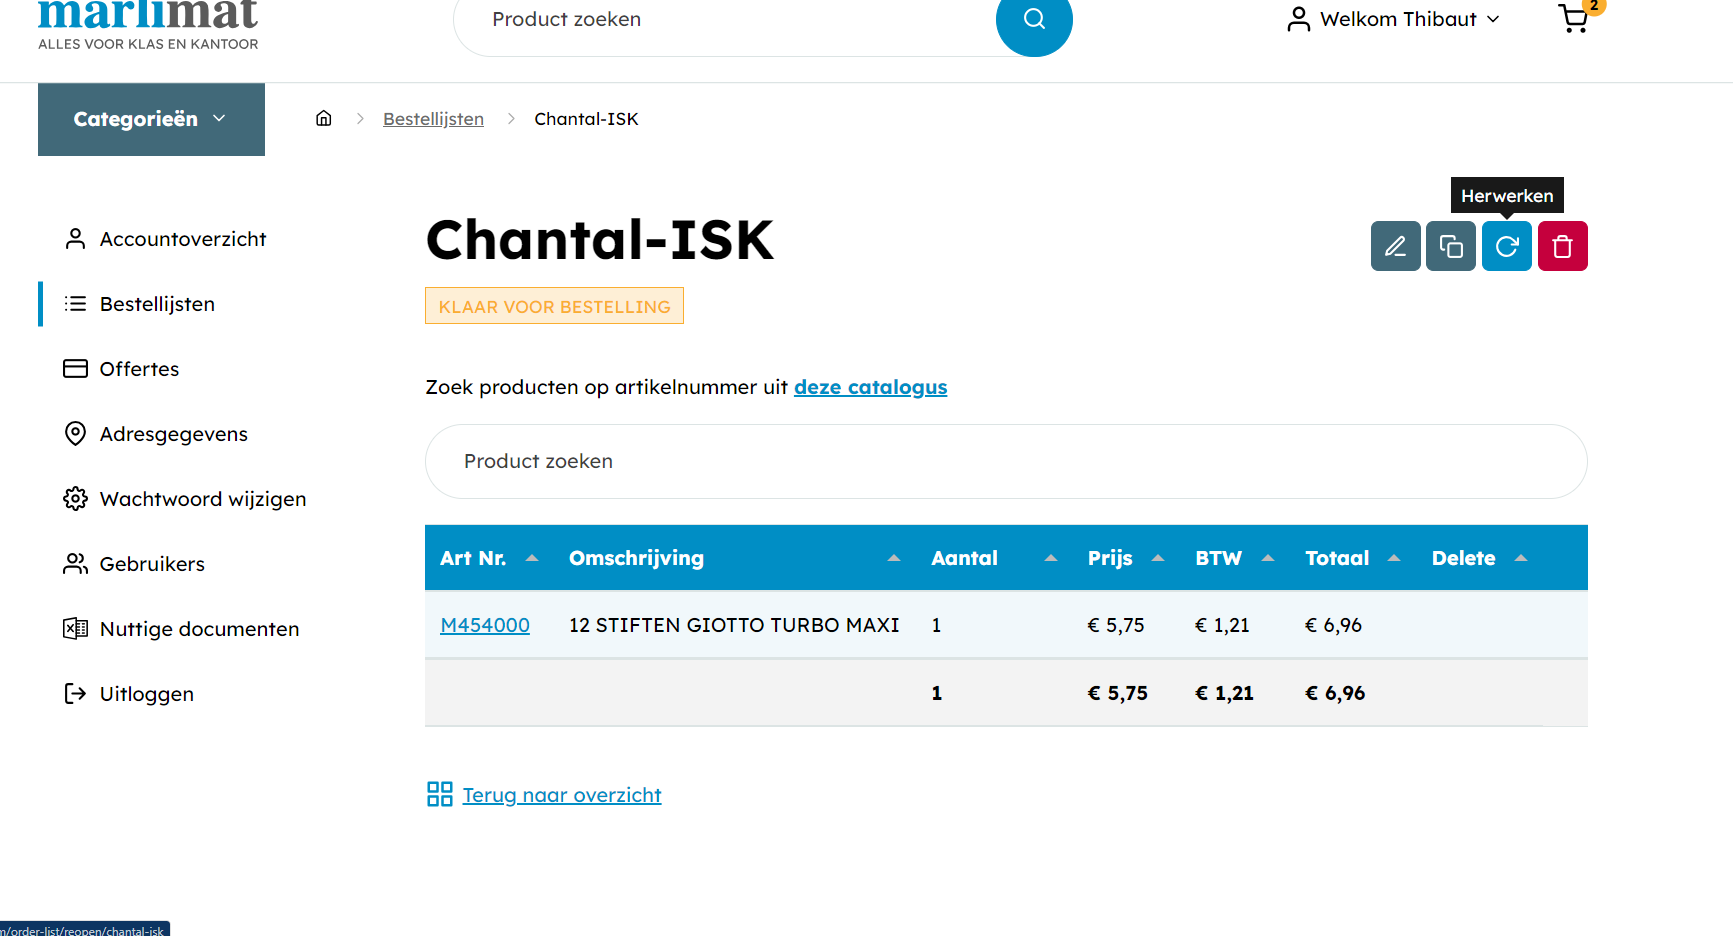 marlimat
ALLES VOOR KLAS EN KANTOOR
Product zoeken
Welkom Thibaut
2
Categorieën
Bestellijsten
Chantal-ISK
Herwerken
Accountoverzicht
Bestellijsten
Offertes
Adresgegevens
Wachtwoord wijzigen
Gebruikers
Nuttige documenten
Uitloggen
Chantal-ISK
KLAAR VOOR BESTELLING
Zoek producten op artikelnummer uit deze catalogus
Product zoeken
Art Nr. Omschrijving Aantal Prijs BTW Totaal Delete
M454000 12 STIFTEN GIOTTO TURBO MAXI 1 € 5,75 € 1,21 € 6,96
1 € 5,75 € 1,21 € 6,96
Terug naar overzicht
m/order-list/reopen/chantal-isk